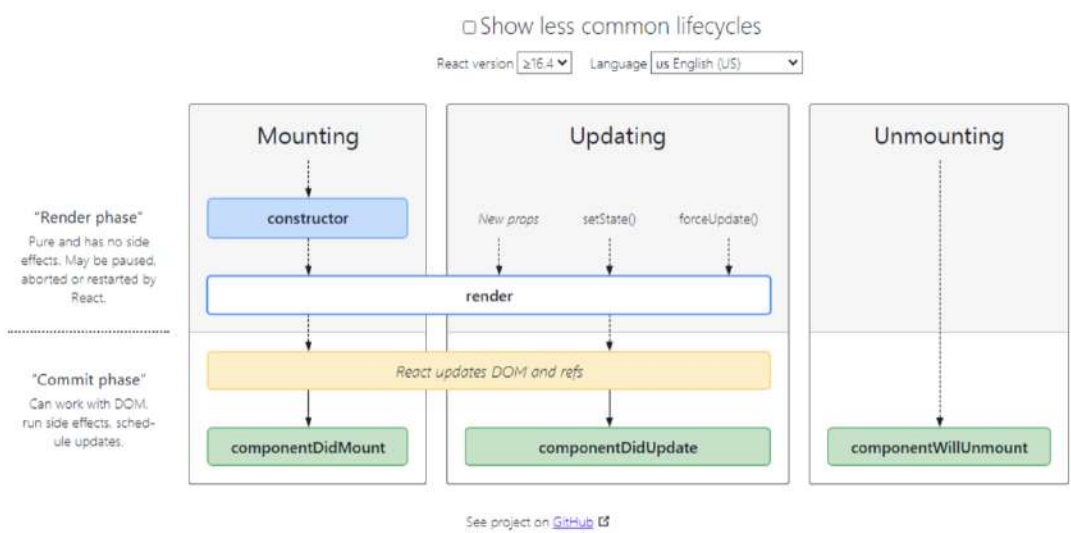 Show less common lifecycles
React version ≥16.4 Language us English (US)
Mounting Updating Unmounting
"Render phase"
Pure and has no side
effects. May be paused,
aborted or restarted by
React.
constructor
New props setState() forceUpdate()
render
"Commit phase"
Can work with DOM,
run side effects, sched-
ule updates.
React updates DOM and refs
componentDidMount componentDidUpdate componentWillUnmount
See project on GitHub